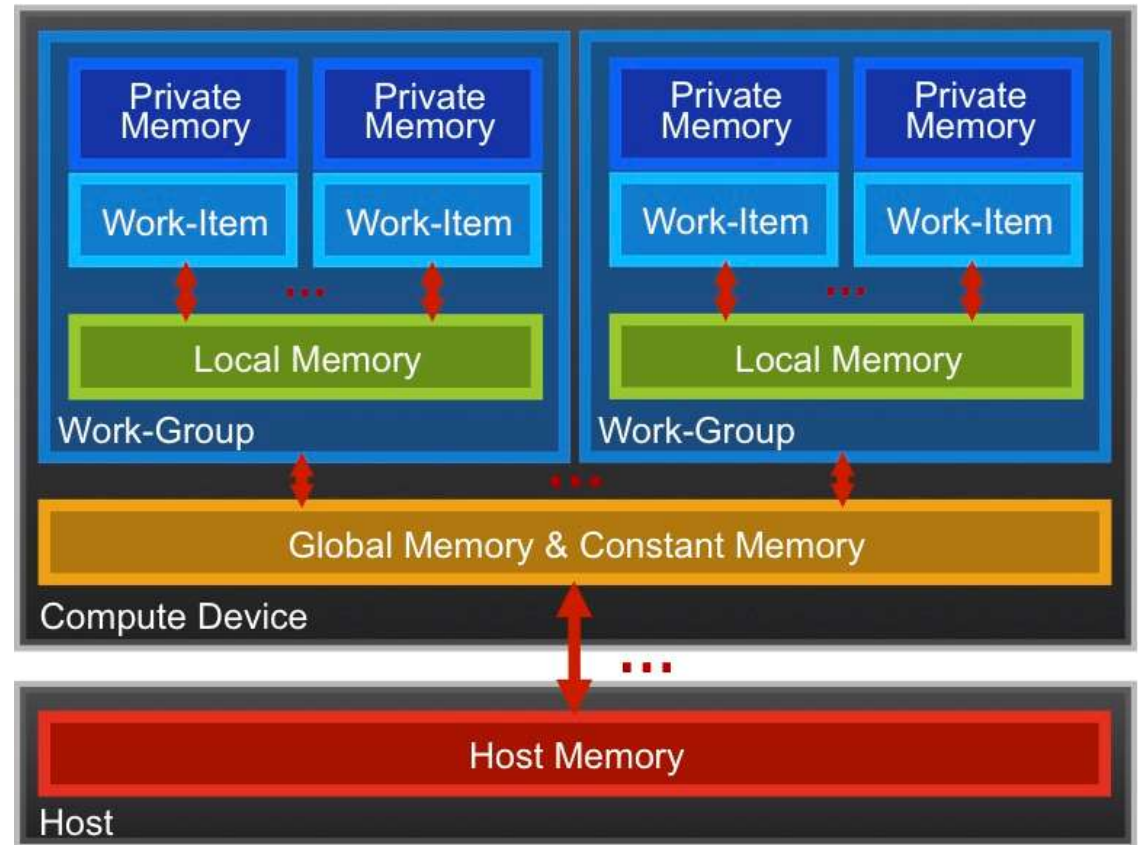 Private
Memory
Private
Memory
Private
Memory
Private
Memory
Work-Item
Work-Item
Work-Item
Work-Item
...
...
Local Memory
Local Memory
Work-Group
Work-Group
...
Global Memory & Constant Memory
Compute Device
...
Host Memory
Host